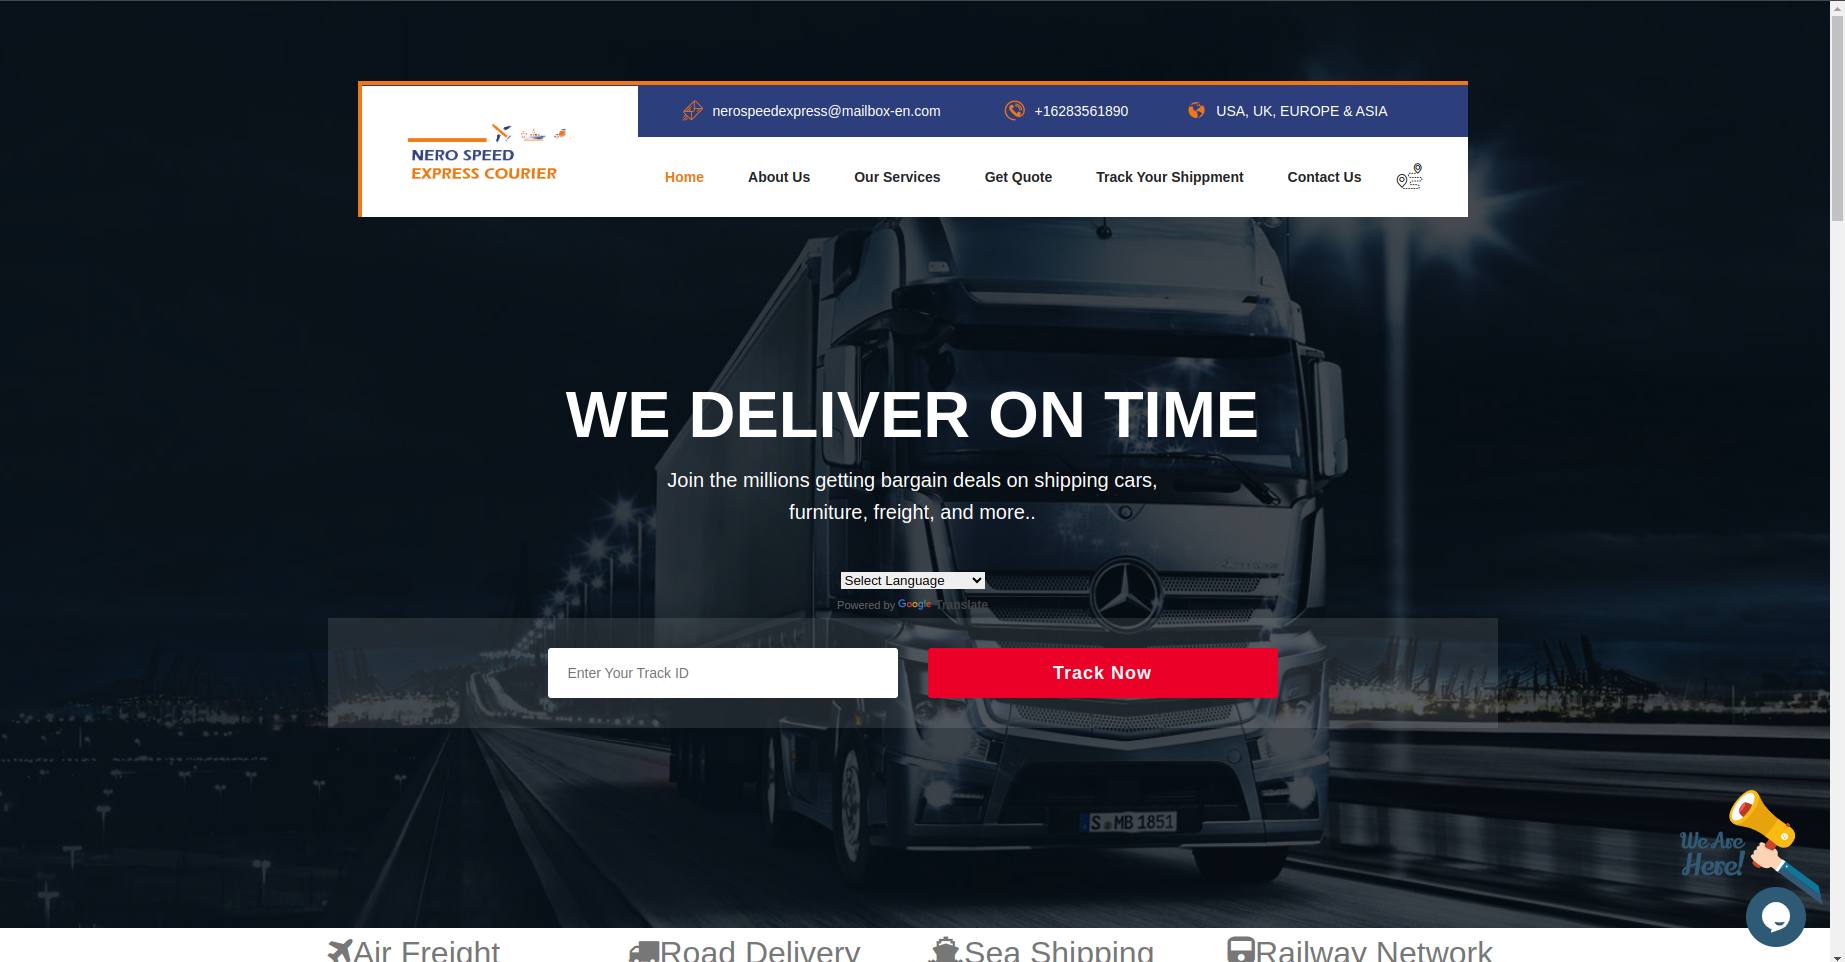 nerospeedexpress@mailbox-en.com
+16283561890
USA, UK, EUROPE & ASIA
NERO SPEED
EXPRESS COURIER
Home
About Us
Our Services
Get Quote
Track Your Shippment
Contact Us
WE DELIVER ON TIME
Join the millions getting bargain deals on shipping cars,
furniture, freight, and more..
Select Language
Powered by Google Translate
Enter Your Track ID
Track Now
S MB 1851
We Are
Here!
Air Freight
Road Delivery
Sea Shipping
Railway Network